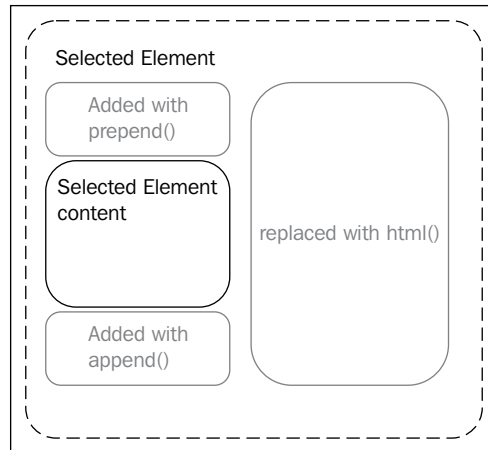 Selected Element
Added with
prepend()
Selected Element
content
replaced with html()
Added with
append()